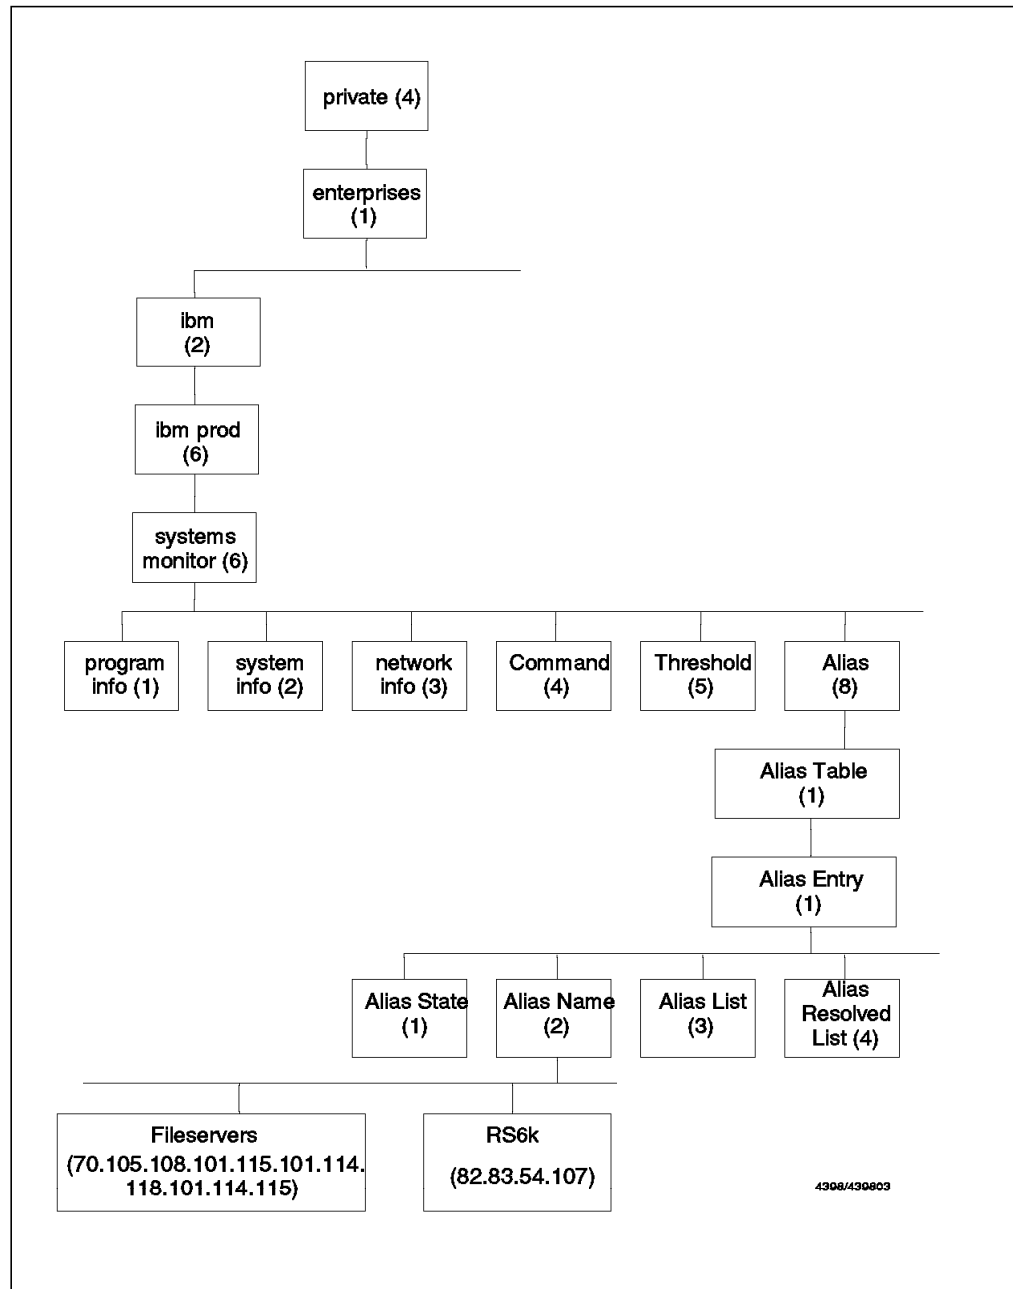 private (4)
enterprises
(1)
ibm
(2)
ibm prod
(6)
systems
monitor (6)
program
info (1)
system
info (2)
network
info (3)
Command
(4)
Threshold
(5)
Alias
(8)
Alias Table
(1)
Alias Entry
(1)
Alias State
(1)
Alias Name
(2)
Alias List
(3)
Alias
Resolved
List (4)
Fileservers
(70.105.108.101.115.101.114.
118.101.114.115)
RS6k
(82.83.54.107)
4398/439803